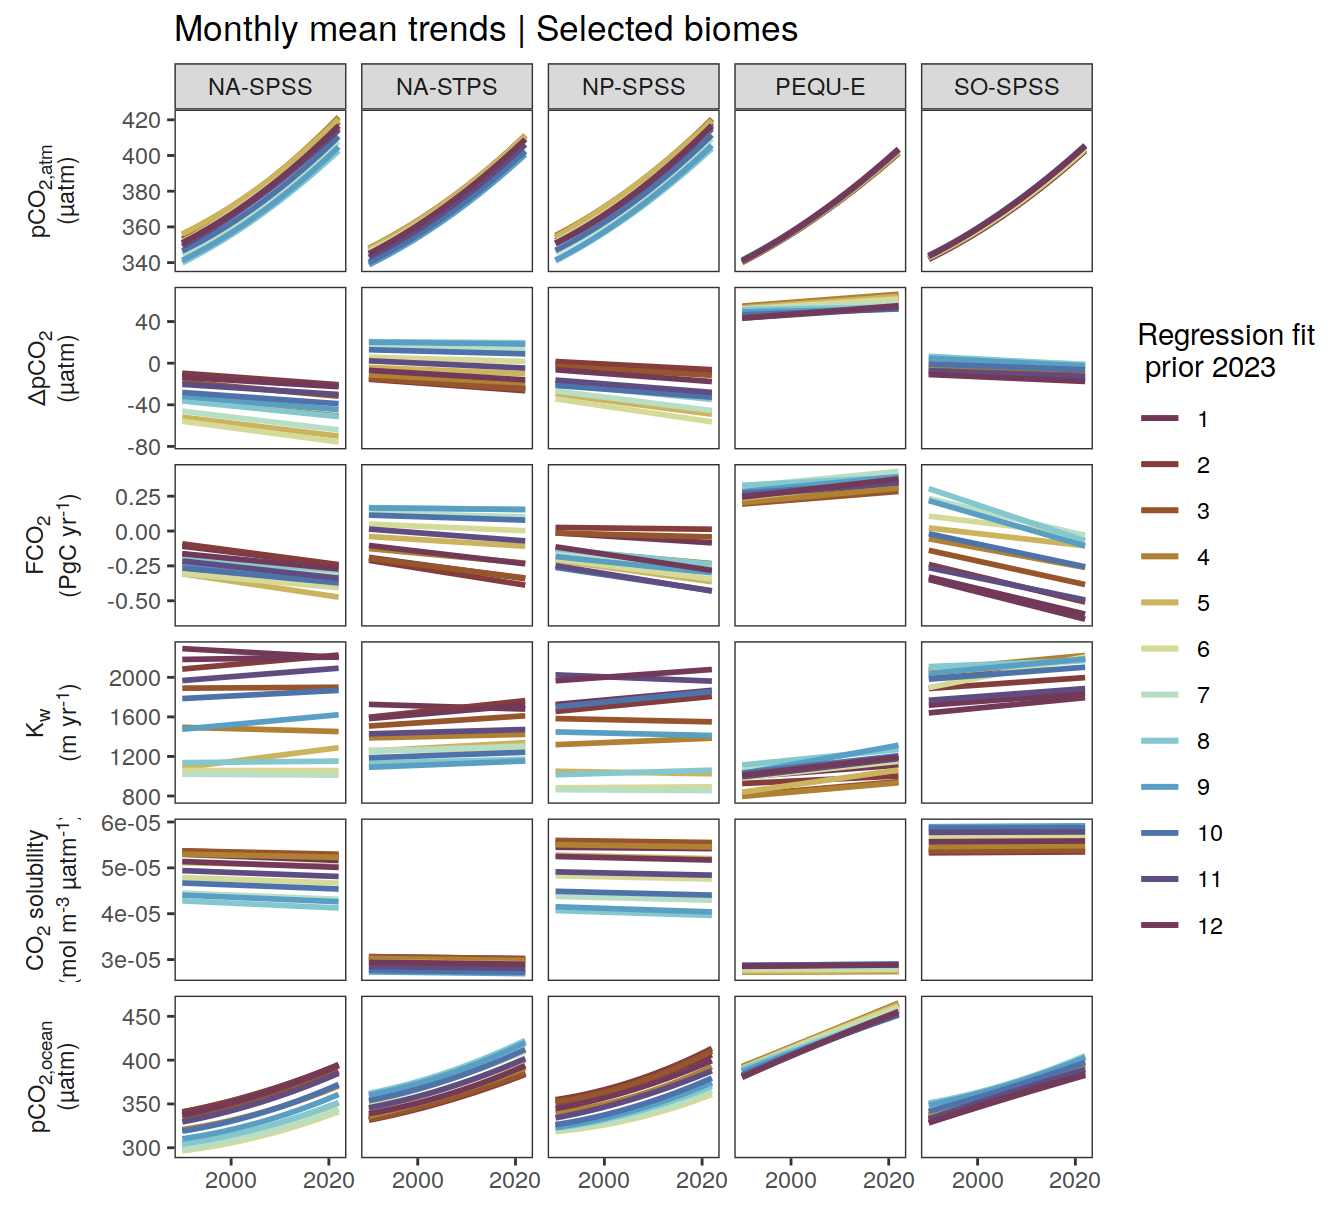 Monthly mean trends | Selected biomes
NA-SPSS NA-STPS NP-SPSS PEQU-E SO-SPSS
pCO2,atm
(µatm)
420
400
380
360
340
ΔpCO2
(µatm)
40
0
-40
-80
FCO2
(PgC yr-1)
0.25
0.00
-0.25
-0.50
Kw
(m yr-1)
2000
1600
1200
800
CO2 solubility
(mol m-3 µatm-1)
6e-05
5e-05
4e-05
3e-05
pCO2,ocean
(µatm)
450
400
350
300
2000 2020 2000 2020 2000 2020 2000 2020 2000 2020
Regression fit
prior 2023
1
2
3
4
5
6
7
8
9
10
11
12